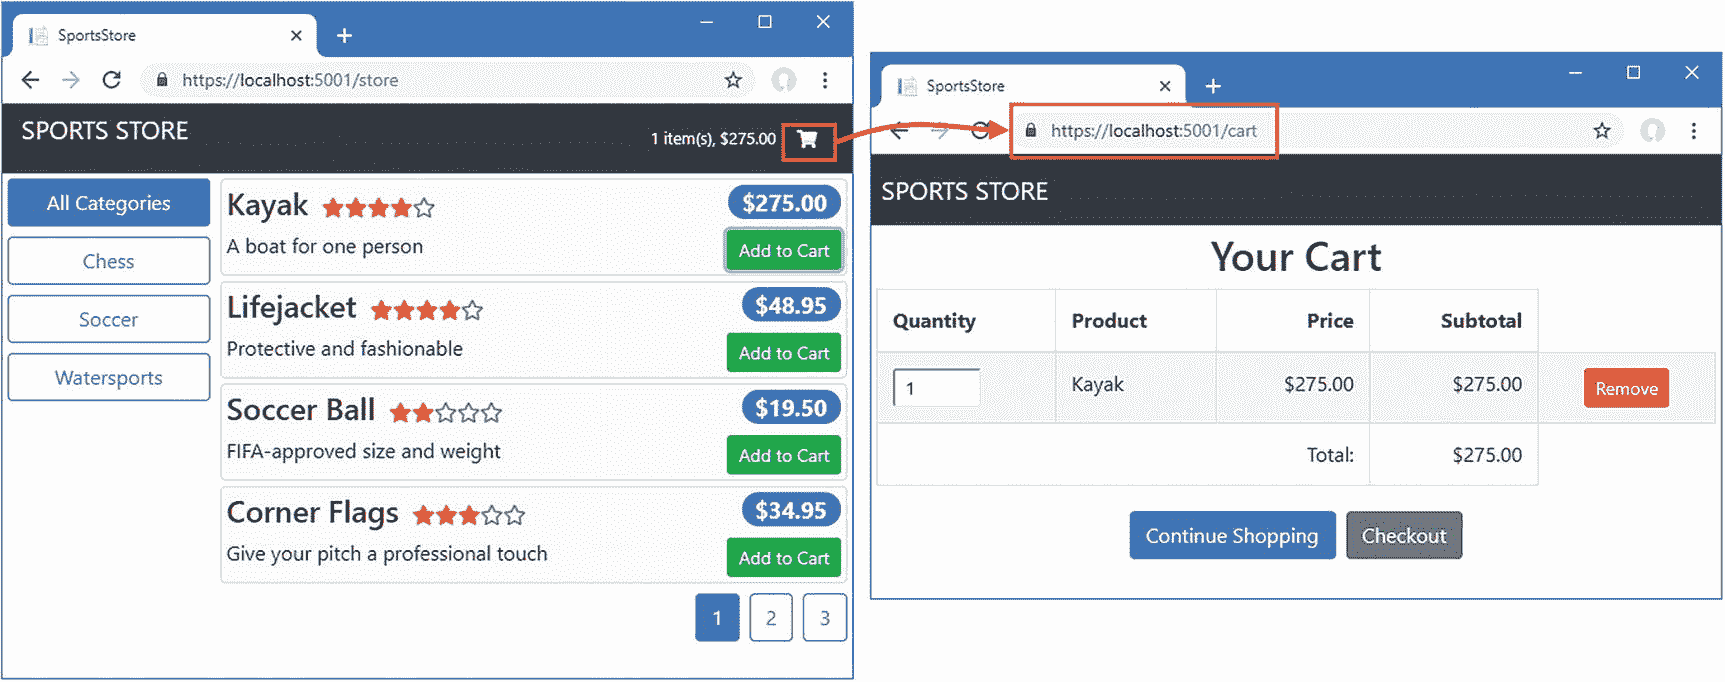 SportsStore
https://localhost:5001/store
SPORTS STORE
1 item(s), $275.00
All Categories
Chess
Soccer
Watersports
Kayak
$275.00
A boat for one person
Add to Cart
Lifejacket
$48.95
Protective and fashionable
Add to Cart
Soccer Ball
$19.50
FIFA-approved size and weight
Add to Cart
Corner Flags
$34.95
Give your pitch a professional touch
Add to Cart
1 2 3
SportsStore
https://localhost:5001/cart
SPORTS STORE
Your Cart
Quantity Product Price Subtotal
1 Kayak $275.00 $275.00 Remove
Total: $275.00
Continue Shopping Checkout